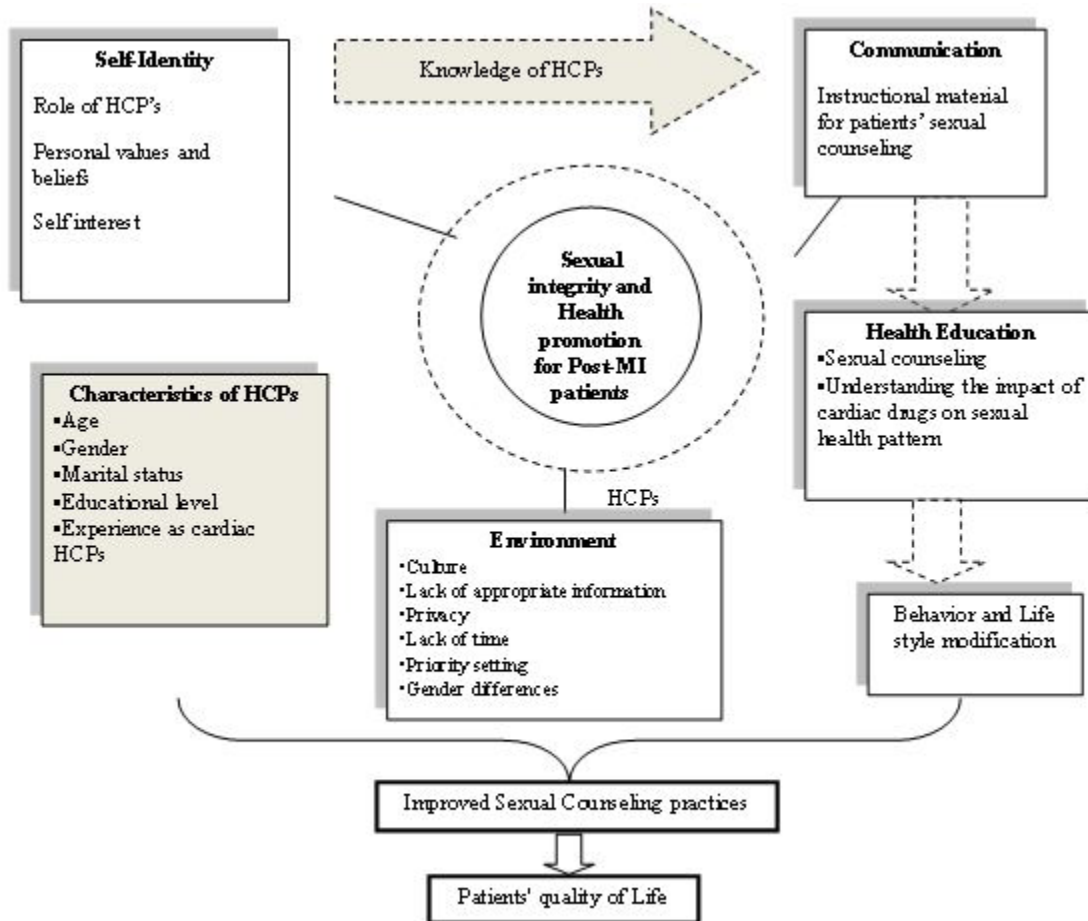 Self-Identity
Role of HCP's
Personal values and
beliefs
Self interest
Knowledge of HCPs
Communication
Instructional material
for patients' sexual
counseling
Sexual
integrity and
Health
promotion
for Post-MI
patients
Health Education
▪Sexual counseling
▪Understanding the impact of
cardiac drugs on sexual
health pattern
Characteristics of HCPs
▪Age
▪Gender
▪Marital status
▪Educational level
▪Experience as cardiac
HCPs
HCPs
Environment
•Culture
•Lack of appropriate information
•Privacy
•Lack of time
•Priority setting
•Gender differences
Behavior and Life
style modification
Improved Sexual Counseling practices
Patients' quality of Life